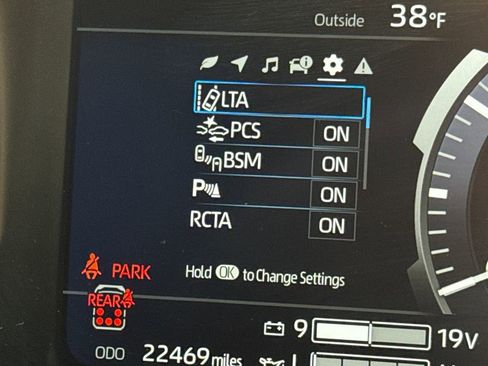 Outside 38°F
LTA
PCS ON
BSM ON
P ON
RCTA ON
PARK
Hold OK to Change Settings
REAR
9 19V
ODO 22469 miles